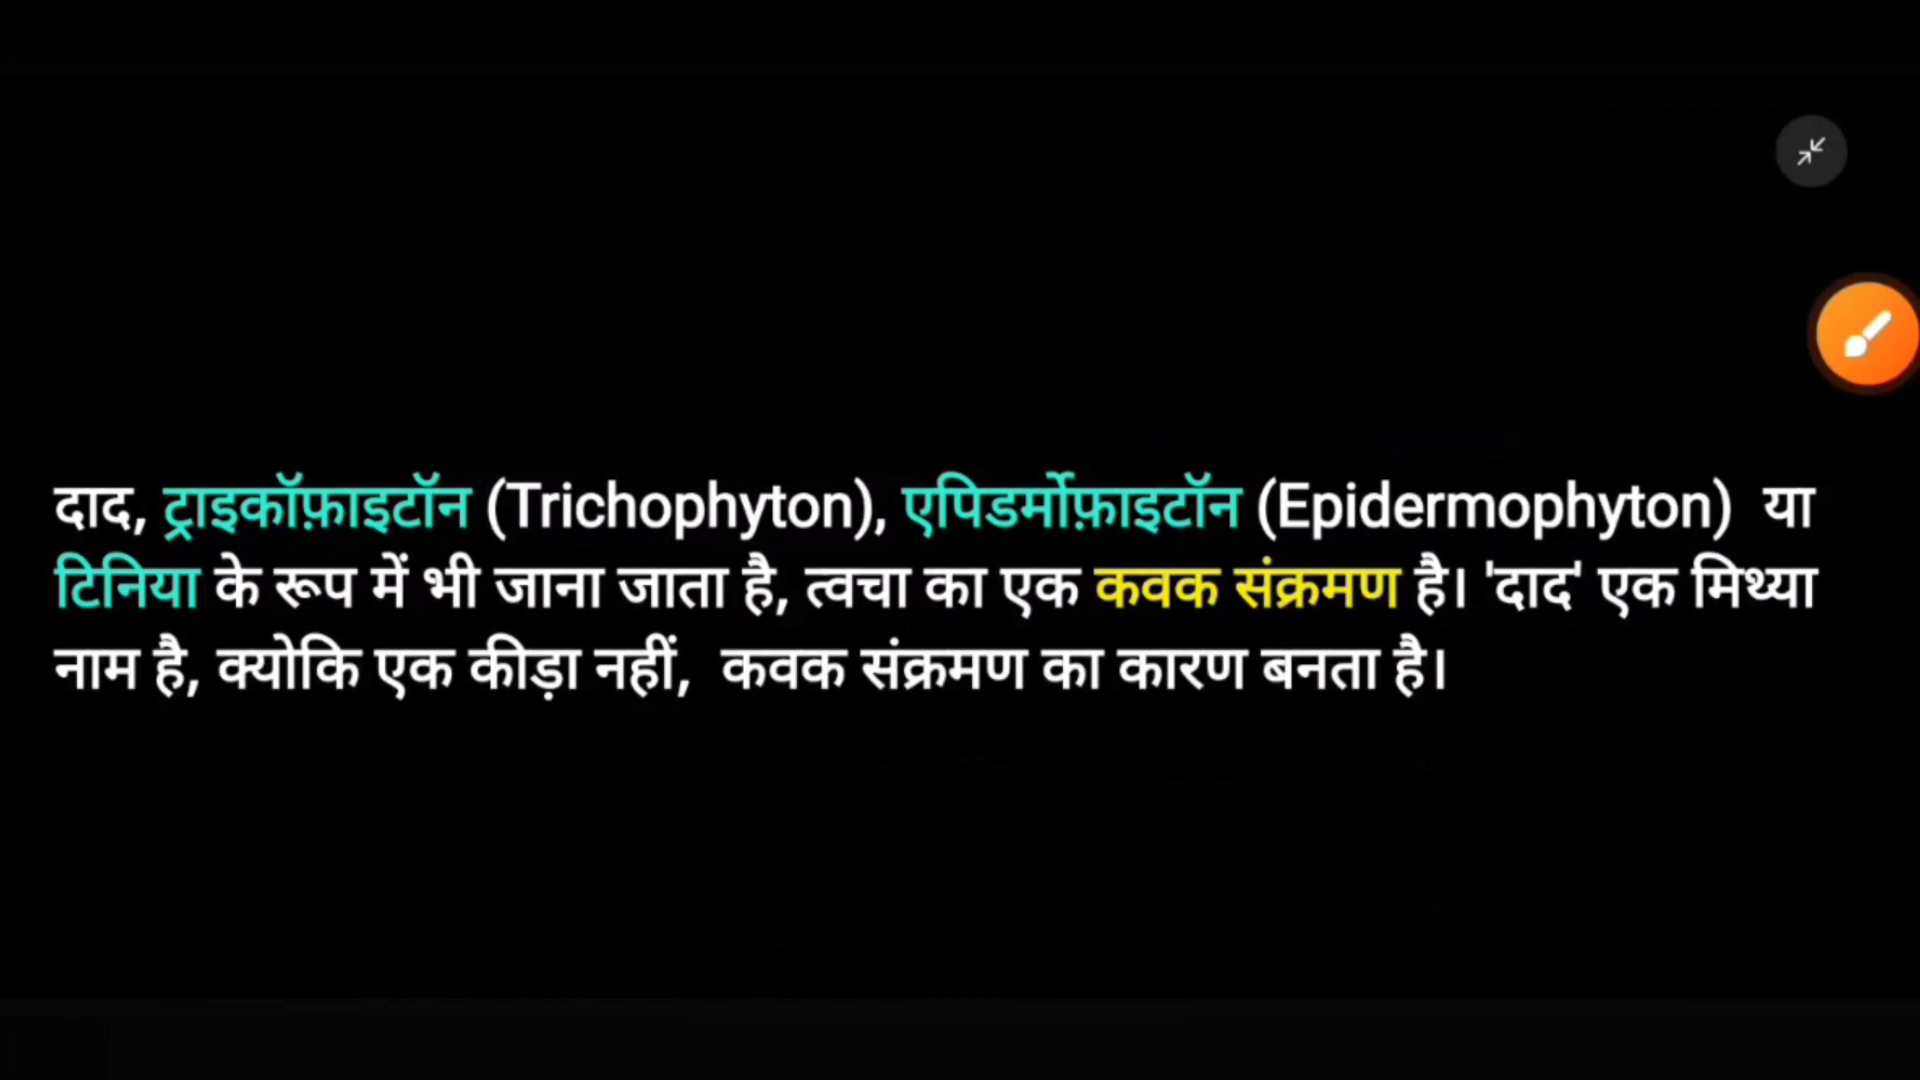 दाद, ट्राइकॉफ़ाइटॉन (Trichophyton), एपिडर्मोफ़ाइटॉन (Epidermophyton) या
टिनिया के रूप में भी जाना जाता है, त्वचा का एक कवक संक्रमण है। 'दाद' एक मिथ्या
नाम है, क्योकि एक कीड़ा नहीं, कवक संक्रमण का कारण बनता है।